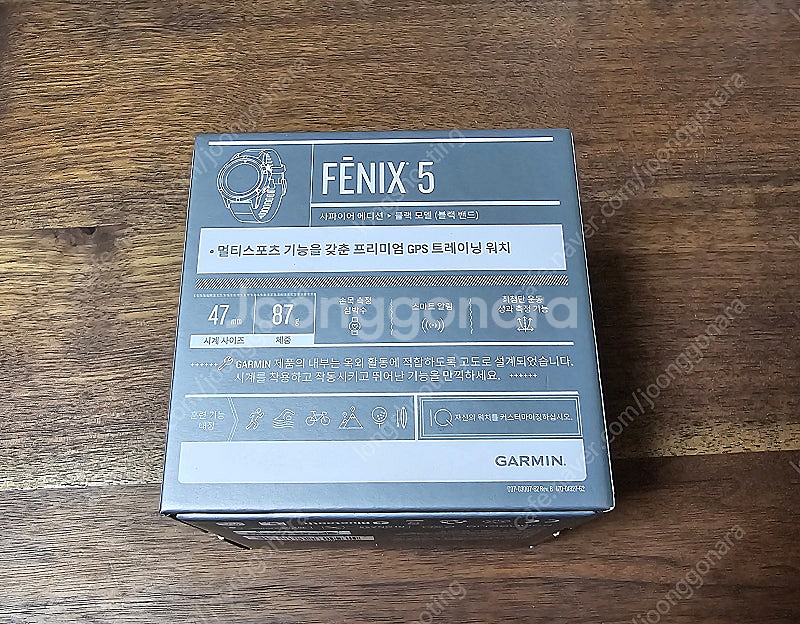 FĒNIX® 5
사파이어 에디션 • 블랙 모델 (블랙 밴드)
• 멀티스포츠 기능을 갖춘 프리미엄 GPS 트레이닝 워치
47 mm
시계 사이즈
87 g
체중
손목 측정
심박수
스마트 알림
최첨단 운동
성과 측정 기능
joonggonara
GARMIN 제품의 내부는 옥외 활동에 적합하도록 고도로 설계되었습니다.
시계를 착용하고 작동시키고 뛰어난 기능을 만끽하세요.
훈련 기능
내장
IQ 자신의 워치를 커스터마이징하십시오.
GARMIN.
cafe.naver.com/joonggonara